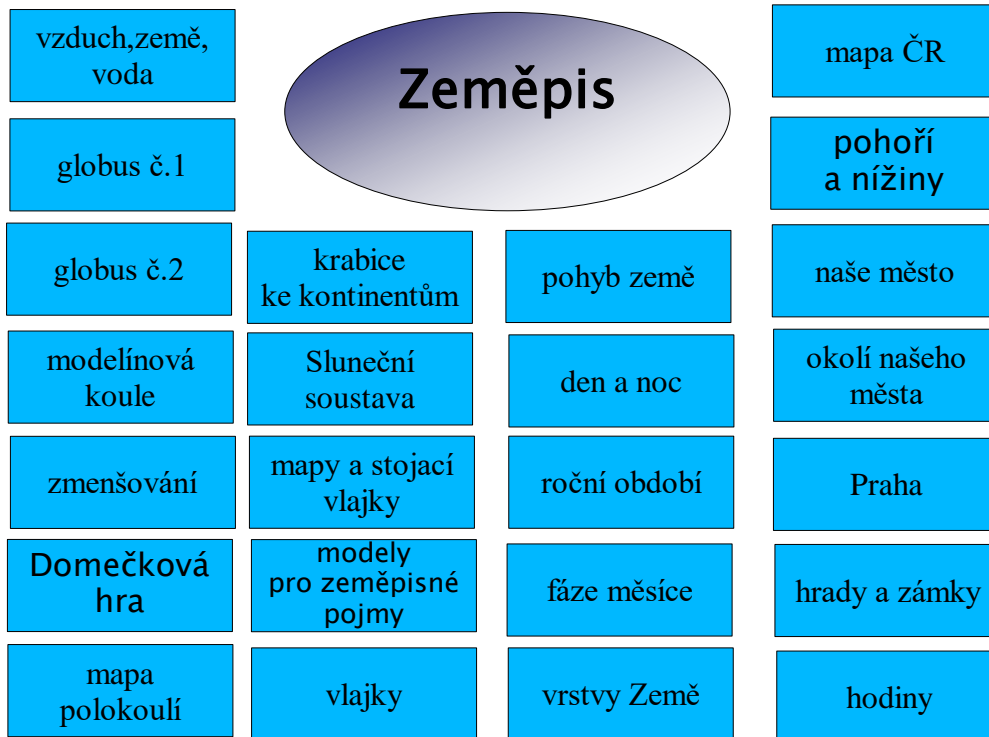 Zeměpis
vzduch,země,
voda
globus č.1
globus č.2
modelínová
koule
zmenšování
Domečková
hra
mapa
polokoulí
krabice
ke kontinentům
Sluneční
soustava
mapy a stojací
vlajky
modely
pro zeměpisné
pojmy
vlajky
pohyb země
den a noc
roční období
fáze měsíce
vrstvy Země
mapa ČR
pohoří
a nížiny
naše město
okolí našeho
města
Praha
hrady a zámky
hodiny